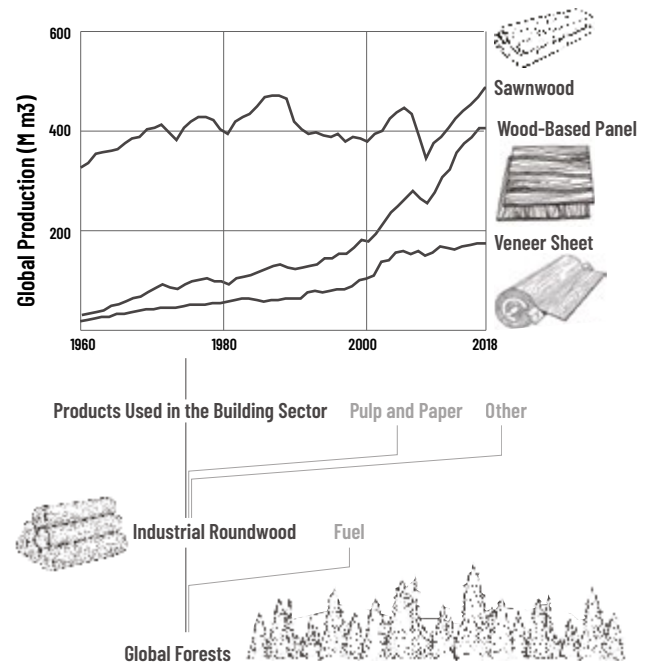 600
Sawnwood
Wood-Based Panel
400
Global Production (M m3)
200
Veneer Sheet
1960 1980 2000 2018
Products Used in the Building Sector Pulp and Paper Other
Industrial Roundwood Fuel
Global Forests